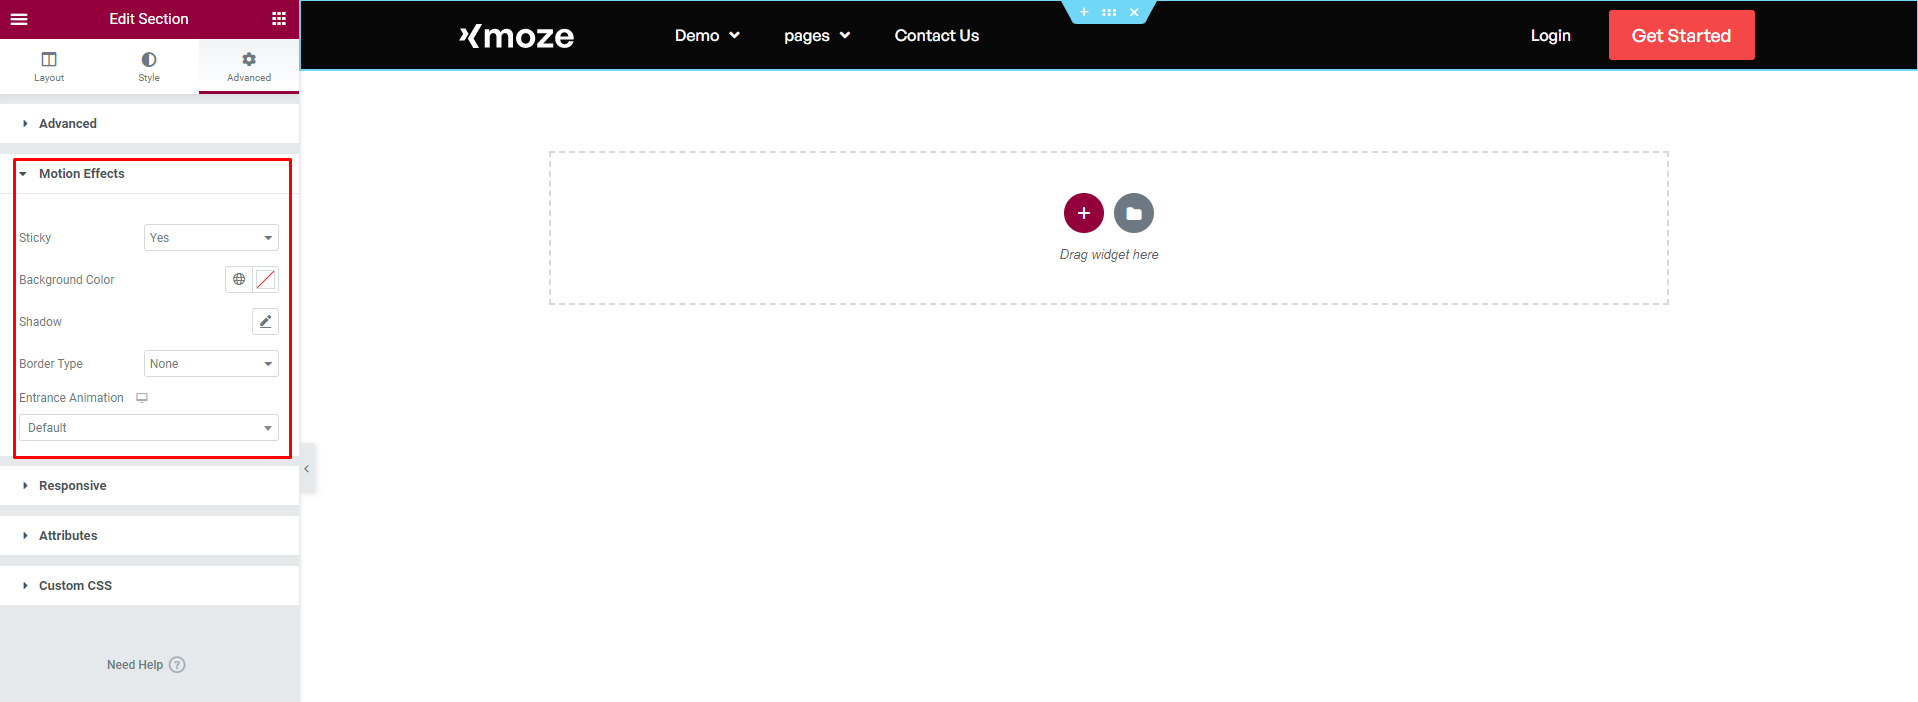 Edit Section
Layout
Style
Advanced
Advanced
Motion Effects
Sticky
Yes
Background Color
Shadow
Border Type
None
Entrance Animation
Default
Responsive
Attributes
Custom CSS
Need Help ?
moze
Demo
pages
Contact Us
Login
Get Started
Drag widget here